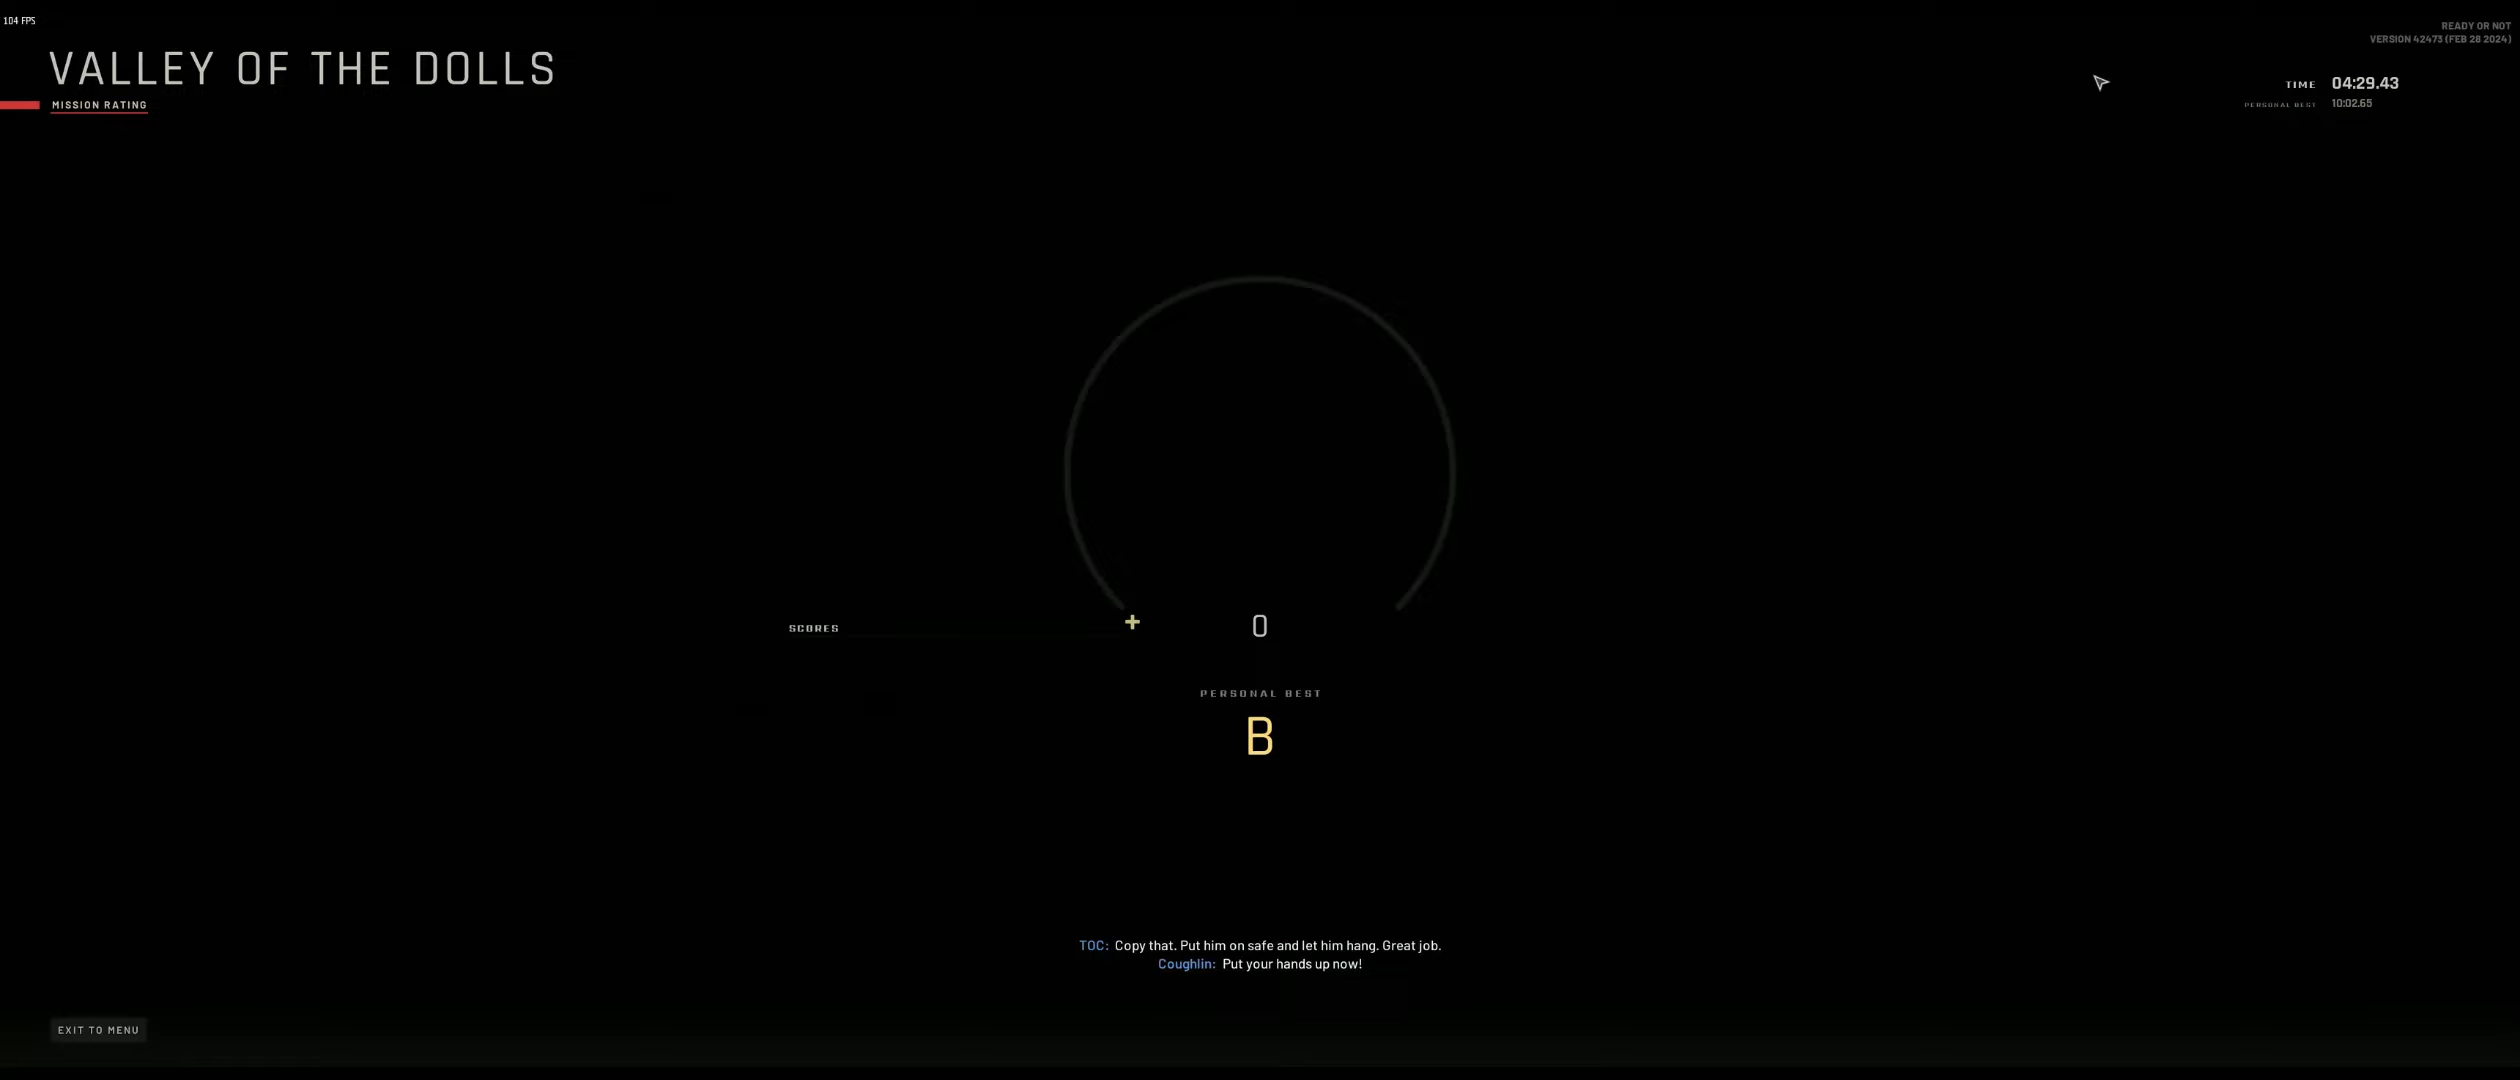 104 FPS
READY OR NOT
VERSION 42473 (FEB 28 2024)
VALLEY OF THE DOLLS
MISSION RATING
TIME 04:29.43
PERSONAL BEST 10:02.65
SCORES + 0
PERSONAL BEST
B
TOC: Copy that. Put him on safe and let him hang. Great job.
Coughlin: Put your hands up now!
EXIT TO MENU